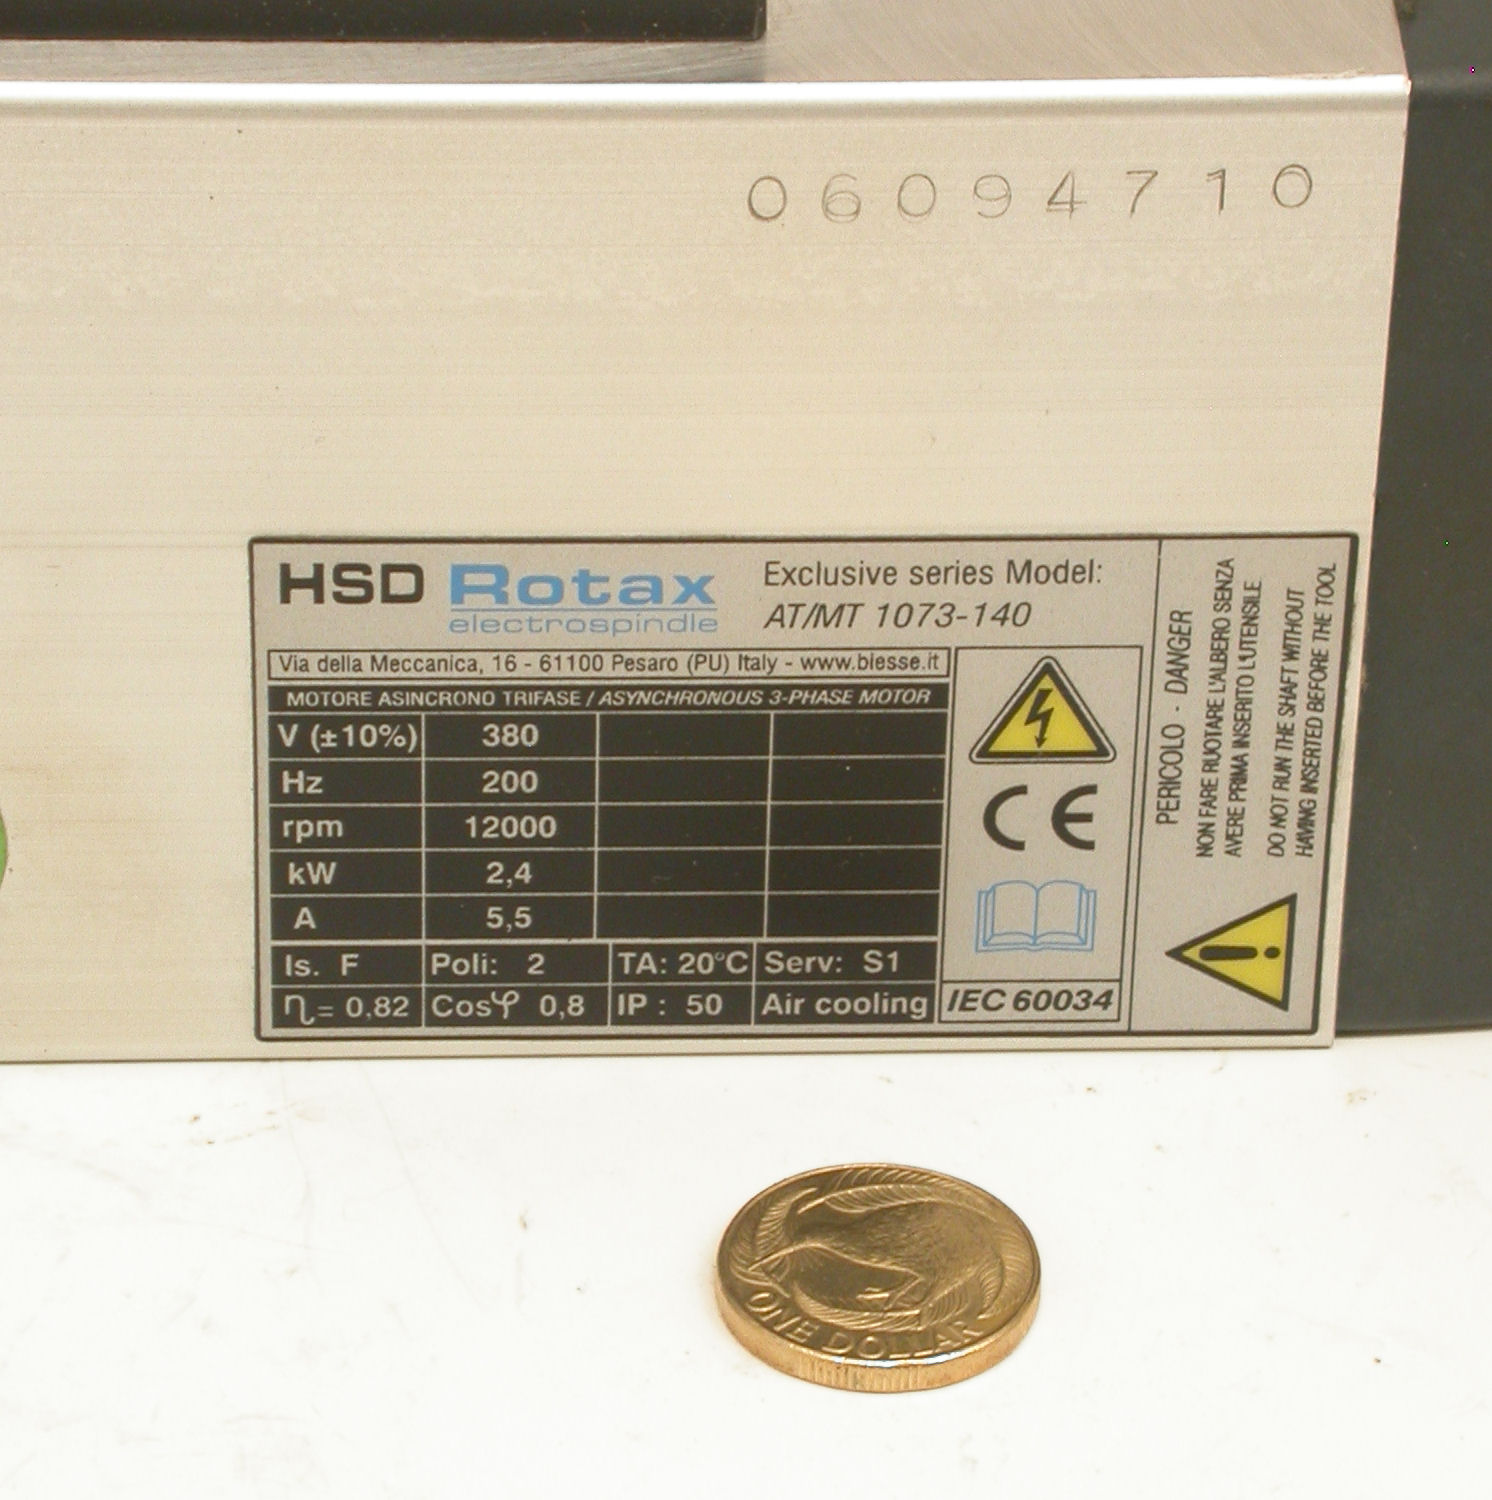 06094710
HSD Rotax
electrospindle
Exclusive series Model:
AT/MT 1073-140
Via della Meccanica, 16 - 61100 Pesaro (PU) Italy - www.biesse.it
MOTORE ASINCRONO TRIFASE / ASYNCHRONOUS 3-PHASE MOTOR
V (±10%) 380
Hz 200
rpm 12000
kW 2,4
A 5,5
Is. F Poli: 2 TA: 20°C Serv: S1
η= 0,82 Cosφ 0,8 IP : 50 Air cooling
CE
IEC 60034
PERICOLO - DANGER
NON FARE RUOTARE L'ALBERO SENZA
AVERE PRIMA INSERITO L'UTENSILE
DO NOT RUN THE SHAFT WITHOUT
HAVING INSERTED BEFORE THE TOOL
ONE DOLLAR